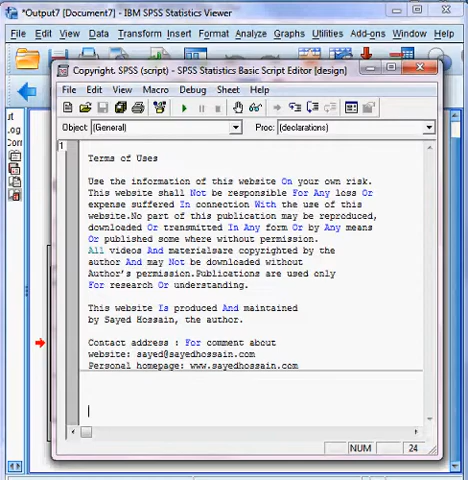 *Output7 [Document7] - IBM SPSS Statistics Viewer
File Edit View Data Transform Insert Format Analyze Graphs Utilities Add-ons Window Help
Copyright. SPSS (script) - SPSS Statistics Basic Script Editor [design]
File Edit View Macro Debug Sheet Help
Object: (General) Proc: (declarations)
1
Terms of Uses
Use the information of this website On your own risk.
This website shall Not be responsible For Any loss Or
expense suffered In connection With the use of this
website.No part of this publication may be reproduced,
downloaded Or transmitted In Any form Or by Any means
Or published some where without permission.
All videos And materialsare copyrighted by the
author And may Not be downloaded without
Author's permission.Publications are used only
For research Or understanding.
This website Is produced And maintained
by Sayed Hossain, the author.
Contact address : For comment about
website: sayed@sayedhossain.com
Personal homepage: www.sayedhossain.com
NUM 24